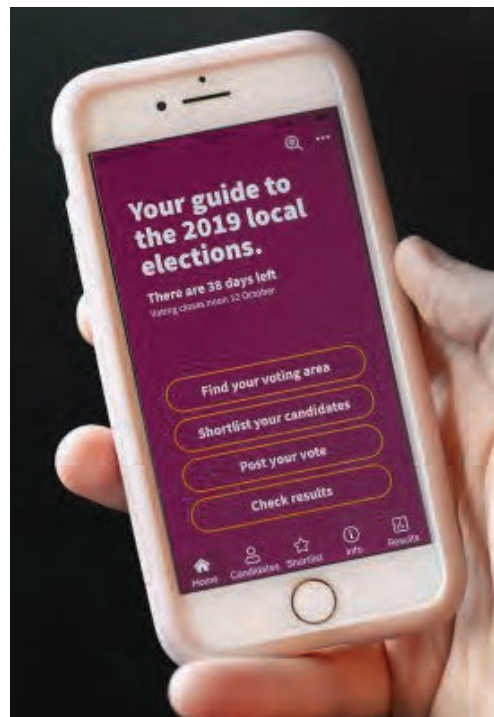 Your guide to
the 2019 local
elections.
There are 38 days left
Voting closes noon 12 October
Find your voting area
Shortlist your candidates
Post your vote
Check results
Home Candidates Shortlist Info Results